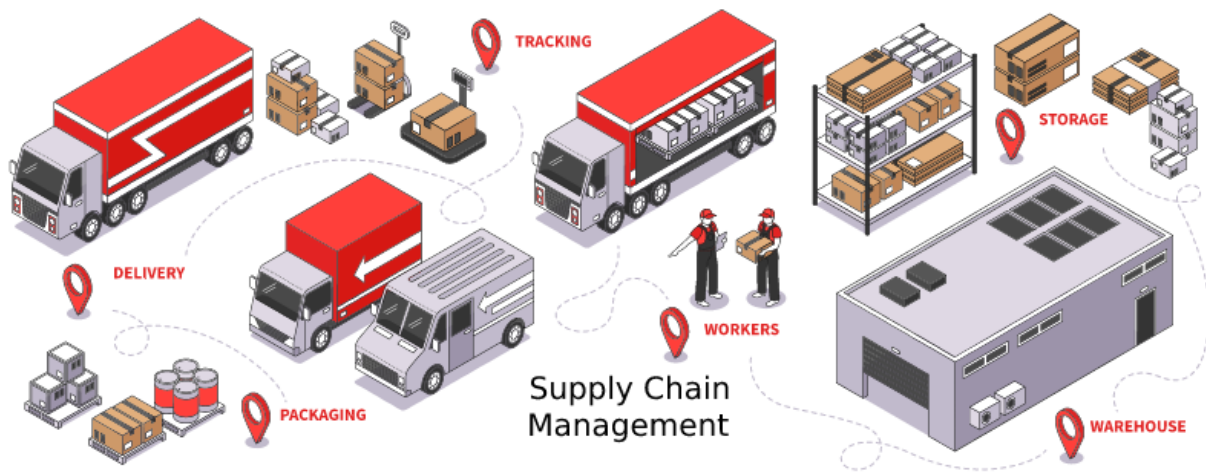 TRACKING
STORAGE
DELIVERY
WORKERS
Supply Chain
Management
PACKAGING
WAREHOUSE